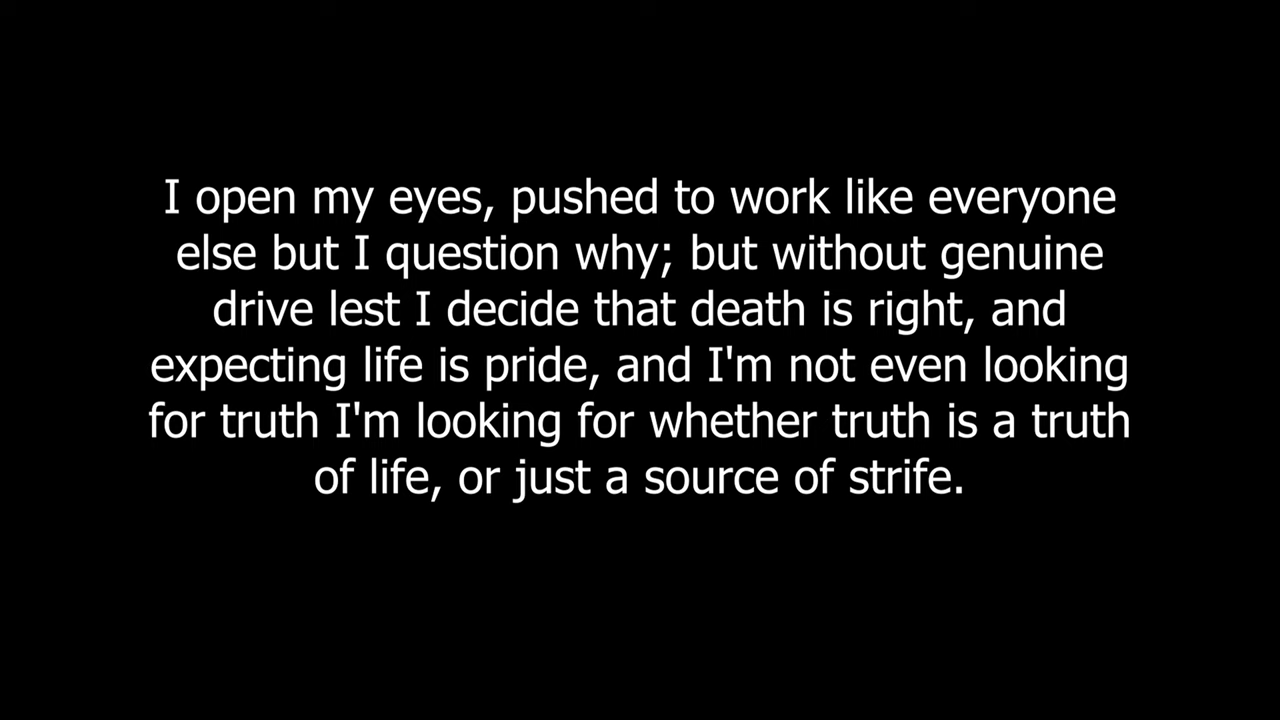 I open my eyes, pushed to work like everyone
else but I question why; but without genuine
drive lest I decide that death is right, and
expecting life is pride, and I'm not even looking
for truth I'm looking for whether truth is a truth
of life, or just a source of strife.